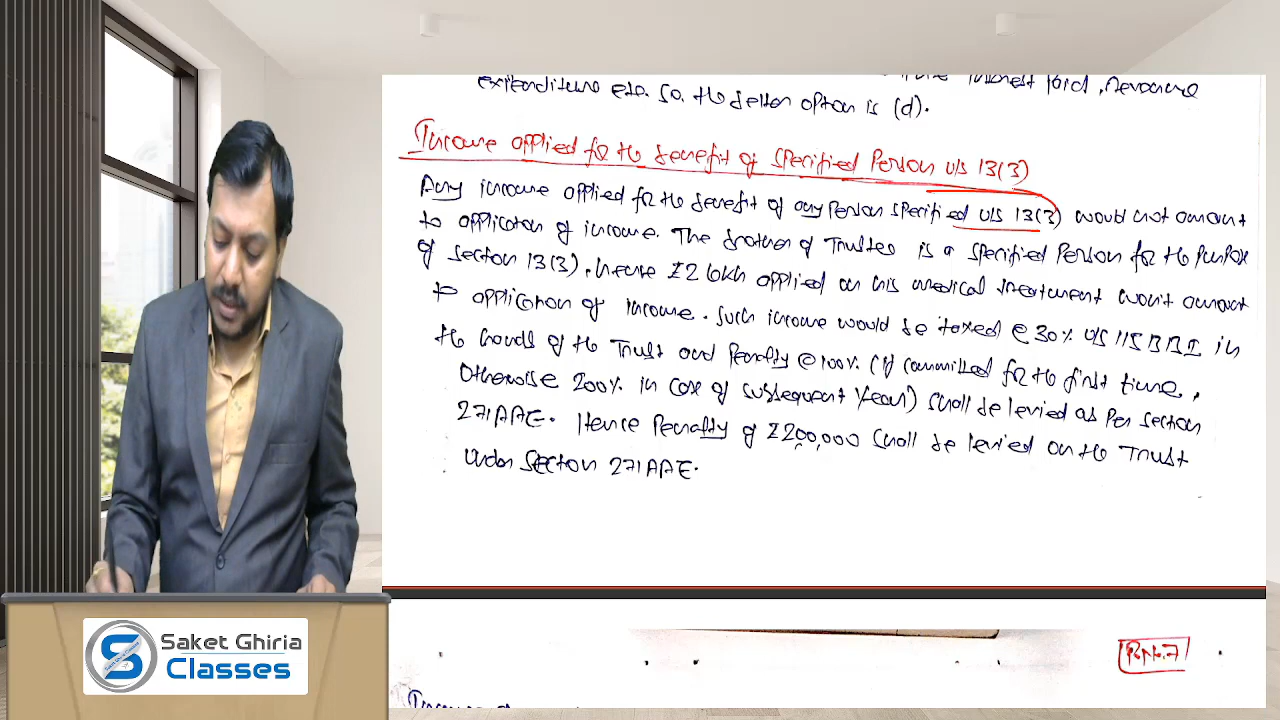 expenditure etc. So. the better option is (d).
Income applied for the benefit of Specified Person u/s 13(3)
Any income applied for the benefit of any Person Specified u/s 13(3) would not amount
to application of income. The brother of Trustee is a Specified Person for the purpose
of section 13(3), hence ₹2 lakh applied on his medical treatment won't amount
to application of income. Such income would be taxed @ 30% u/s 115BBI in
the hands of the Trust and Penalty @ 100% (if committed for the first time,
Otherwise 200% in case of subsequent Year) shall be levied as Per section
271AAE. Hence Penalty of ₹200,000 shall be levied on the Trust
Under Section 271AAE.
S
Saket Ghiria
Classes